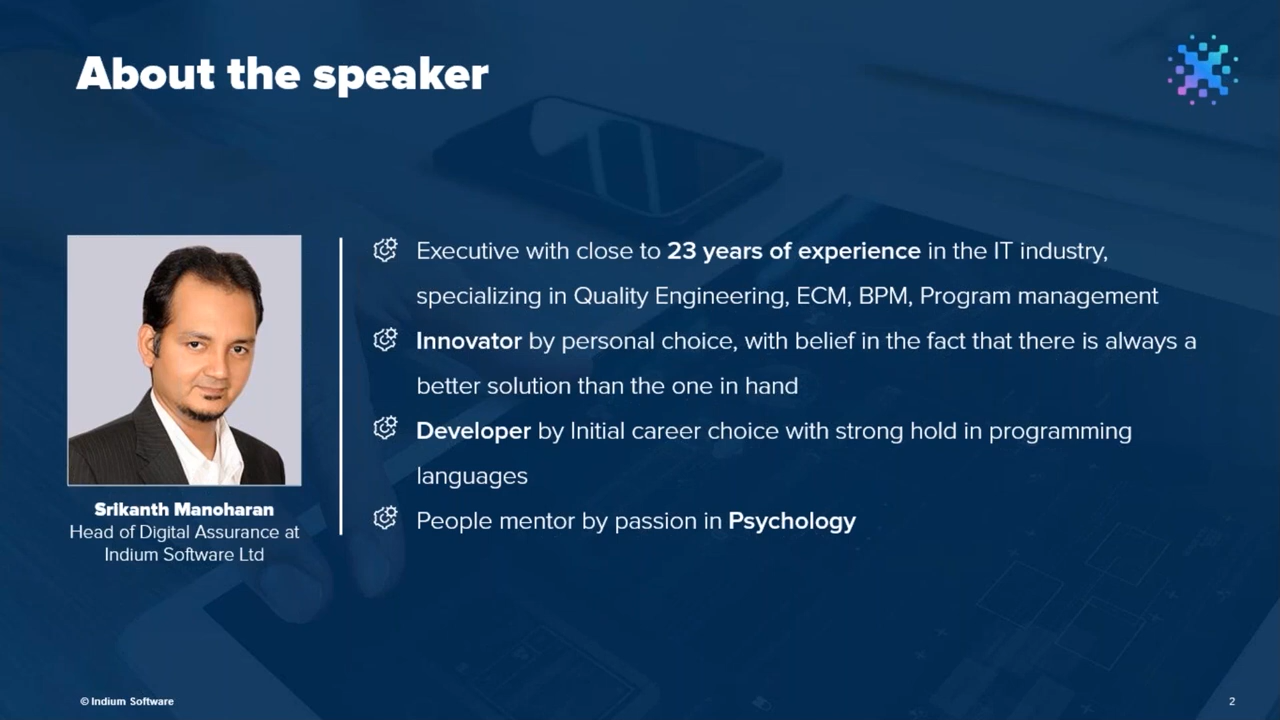 About the speaker
Executive with close to 23 years of experience in the IT industry,
specializing in Quality Engineering, ECM, BPM, Program management
Innovator by personal choice, with belief in the fact that there is always a
better solution than the one in hand
Developer by Initial career choice with strong hold in programming
languages
People mentor by passion in Psychology
Srikanth Manoharan
Head of Digital Assurance at
Indium Software Ltd
© Indium Software
2